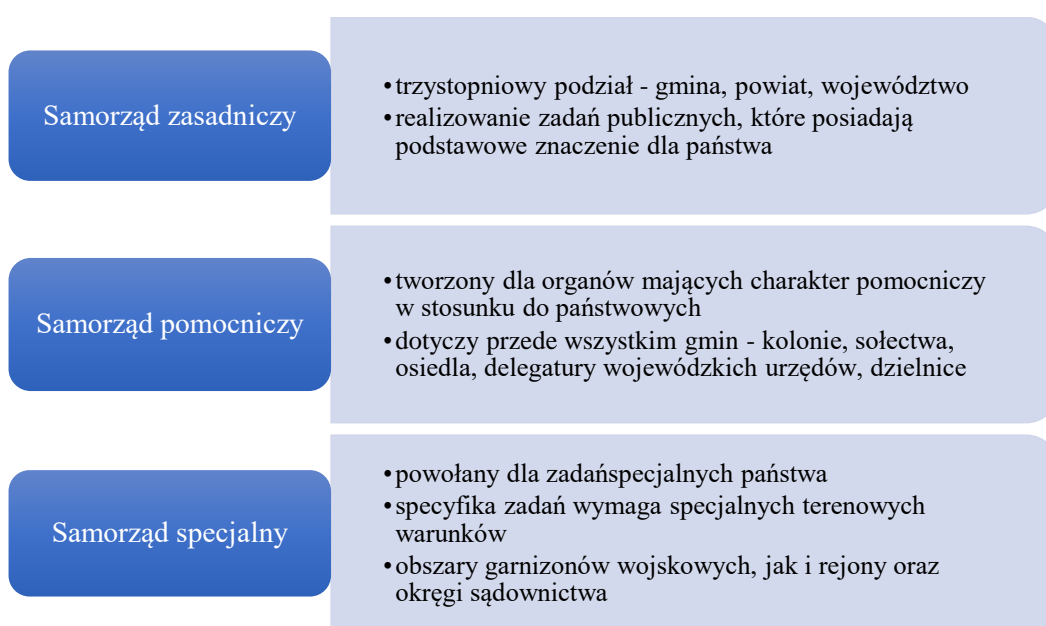 Samorząd zasadniczy
•trzystopniowy podział - gmina, powiat, województwo
•realizowanie zadań publicznych, które posiadają
podstawowe znaczenie dla państwa
Samorząd pomocniczy
•tworzony dla organów mających charakter pomocniczy
w stosunku do państwowych
•dotyczy przede wszystkim gmin - kolonie, sołectwa,
osiedla, delegatury wojewódzkich urzędów, dzielnice
Samorząd specjalny
•powołany dla zadańspecjalnych państwa
•specyfika zadań wymaga specjalnych terenowych
warunków
•obszary garnizonów wojskowych, jak i rejony oraz
okręgi sądownictwa